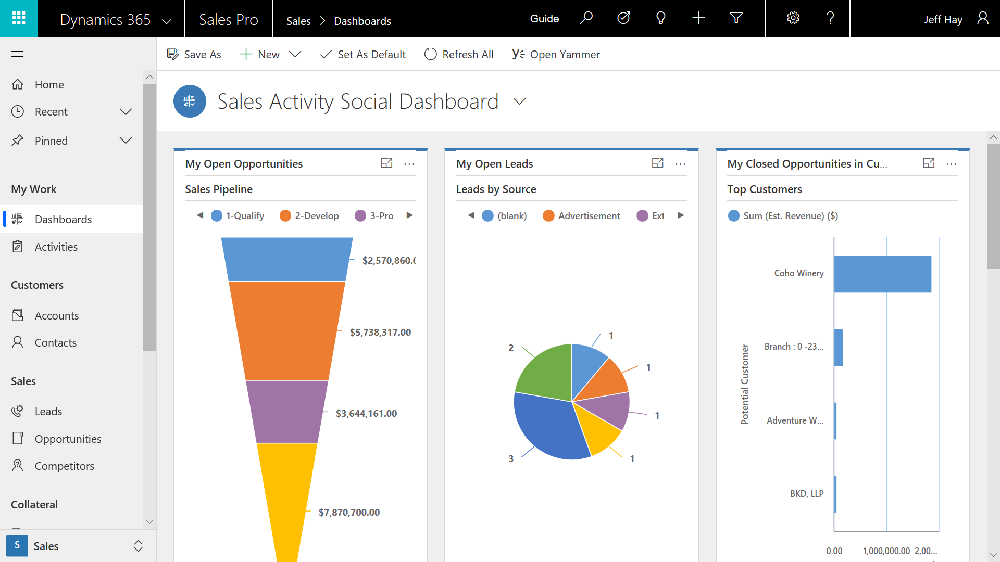 Dynamics 365
Sales Pro
Sales > Dashboards
Guide
Jeff Hay
Save As
New
Set As Default
Refresh All
Open Yammer
Home
Recent
Pinned
My Work
Dashboards
Activities
Customers
Accounts
Contacts
Sales
Leads
Opportunities
Competitors
Collateral
S Sales
Sales Activity Social Dashboard
My Open Opportunities ...
Sales Pipeline
1-Qualify 2-Develop 3-Pro
$2,570,860.0
$5,738,317.00
$3,644,161.00
$7,870,700.00
My Open Leads ...
Leads by Source
(blank) Advertisement Ext
1
1
1
1
3
2
My Closed Opportunities in Cu... ...
Top Customers
Sum (Est. Revenue) ($)
Potential Customer
Coho Winery
Branch : 0 -23...
Adventure W...
BKD, LLP
0.00 1,000,000.00 2,00...